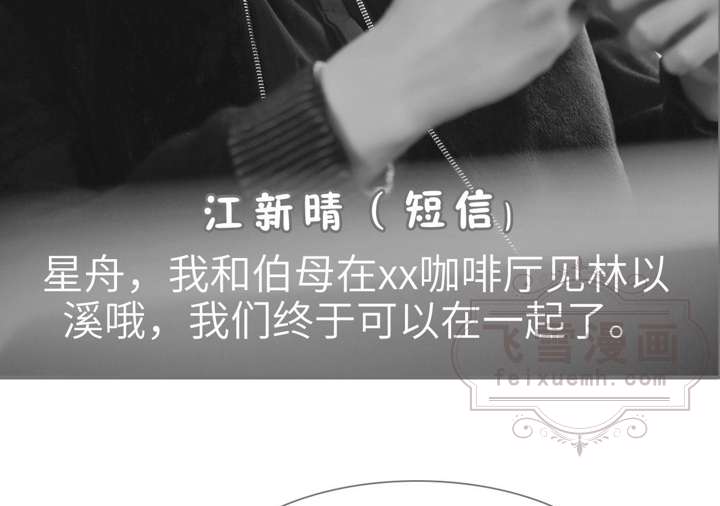 江新晴（短信）
星舟，我和伯母在xx咖啡厅见林以
溪哦，我们终于可以在一起了。
飞雪漫画
feixuemh.com